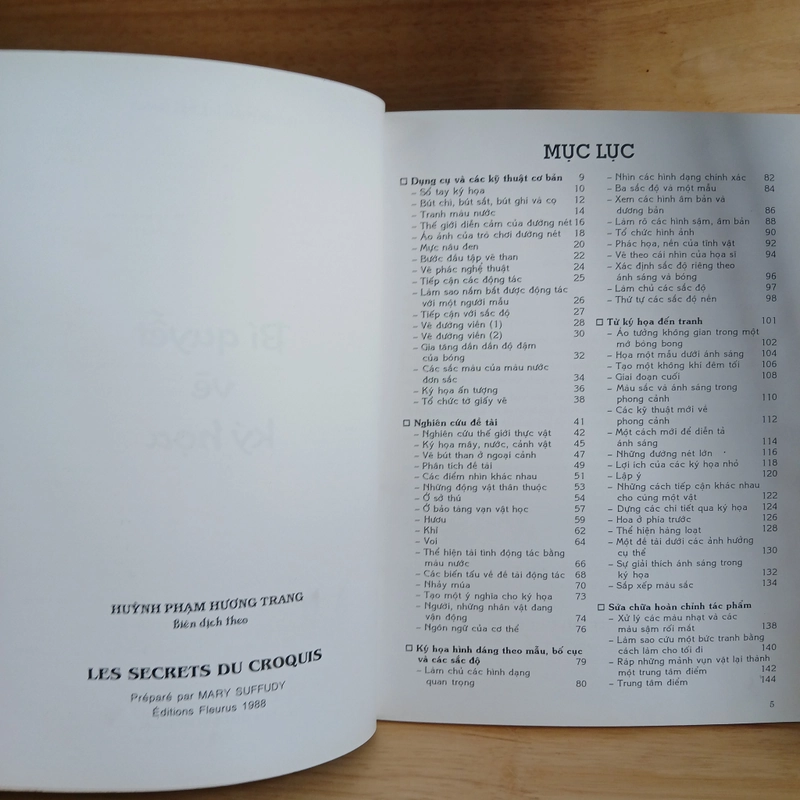 HUỲNH PHẠM HƯƠNG TRANG
Biên dịch theo
LES SECRETS DU CROQUIS
Préparé par MARY SUFFUDY
Éditions Fleurus 1988
MỤC LỤC
□ Dụng cụ và các kỹ thuật cơ bản 9
– Sổ tay ký họa 10
– Bút chì, bút sắt, bút ghi và cọ 12
– Tranh màu nước 14
– Thế giới diễn cảm của đường nét 16
– Ảo ảnh của trò chơi đường nét 18
– Mực nâu đen 20
– Bước đầu tập vẽ than 22
– Vẽ phác nghệ thuật 24
– Tiếp cận các động tác 25
– Làm sao nắm bắt được động tác
với một người mẫu 26
– Tiếp cận với sắc độ 27
– Vẽ đường viền (1) 28
– Vẽ đường viền (2) 30
– Gia tăng dần dần độ đậm
của bóng 32
– Các sắc màu của màu nước
đơn sắc 34
– Ký họa ấn tượng 36
– Tổ chức tờ giấy vẽ 38
□ Nghiên cứu đề tài 41
– Nghiên cứu thế giới thực vật 42
– Ký họa mây, nước, cảnh vật 45
– Vẽ bút than ở ngoại cảnh 47
– Phân tích đề tài 49
– Các điểm nhìn khác nhau 51
– Những động vật thân thuộc 53
– Ở sở thú 54
– Ở bảo tàng vạn vật học 57
– Hươu 59
– Khỉ 62
– Voi 64
– Thể hiện tài tình động tác bằng
màu nước 66
– Các biến tấu về đề tài động tác 68
– Nhảy múa 70
– Tạo một ý nghĩa cho ký họa 73
– Người, những nhân vật đang
vận động 74
– Ngôn ngữ của cơ thể 76
□ Ký họa hình dáng theo mẫu, bố cục
và các sắc độ 79
– Làm chủ các hình dạng
quan trọng 80
– Nhìn các hình dạng chính xác 82
– Ba sắc độ và một mẫu 84
– Xem các hình âm bản và
dương bản 86
– Làm rõ các hình sậm, âm bản 88
– Tổ chức hình ảnh 90
– Phác họa, nền của tĩnh vật 92
– Vẽ theo cái nhìn của họa sĩ 94
– Xác định sắc độ riêng theo
ánh sáng và bóng 96
– Làm chủ các sắc độ 97
– Thứ tự các sắc độ nền 98
□ Từ ký họa đến tranh 101
– Ảo tưởng không gian trong một
mớ bòng bong 102
– Họa một mẫu dưới ánh sáng 104
– Tạo một không khí đêm tối 106
– Giai đoạn cuối 108
– Màu sắc và ánh sáng trong
phong cảnh 110
– Các kỹ thuật mới về
phong cảnh 112
– Một cách mới để diễn tả
ánh sáng 114
– Những đường nét lớn 116
– Lợi ích của các ký họa nhỏ 118
– Lập ý 120
– Những cách tiếp cận khác nhau
cho cùng một vật 122
– Dựng các chi tiết qua ký họa 124
– Hoa ở phía trước 126
– Thể hiện hàng loạt 128
– Một đề tài dưới các ảnh hưởng
cụ thể 130
– Sự giải thích ánh sáng trong
ký họa 132
– Sắp xếp màu sắc 134
□ Sửa chữa hoàn chỉnh tác phẩm
– Xử lý các màu nhạt và các
màu sậm rối mắt 138
– Làm sao cứu một bức tranh bằng
cách làm cho tối đi 140
– Ráp những mảnh vụn vặt lại thành
một trung tâm điểm 142
– Trung tâm điểm 144
5